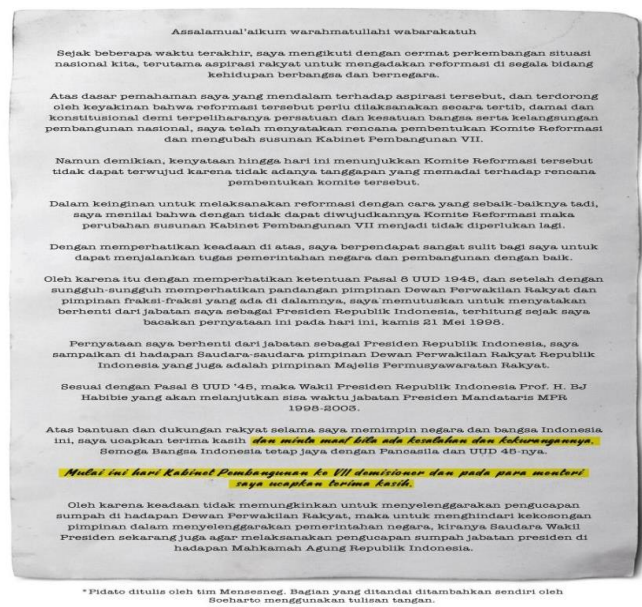 Assalamual'aikum warahmatullahi wabarakatuh
Sejak beberapa waktu terakhir, saya mengikuti dengan cermat perkembangan situasi
nasional kita, terutama aspirasi rakyat untuk mengadakan reformasi di segala bidang
kehidupan berbangsa dan bernegara.
Atas dasar pemahaman saya yang mendalam terhadap aspirasi tersebut, dan terdorong
oleh keyakinan bahwa reformasi tersebut perlu dilaksanakan secara tertib, damai dan
konstitusional demi terpeliharanya persatuan dan kesatuan bangsa serta kelangsungan
pembangunan nasional, saya telah menyatakan rencana pembentukan Komite Reformasi
dan mengubah susunan Kabinet Pembangunan VII.
Namun demikian, kenyataan hingga hari ini menunjukkan Komite Reformasi tersebut
tidak dapat terwujud karena tidak adanya tanggapan yang memadai terhadap rencana
pembentukan komite tersebut.
Dalam keinginan untuk melaksanakan reformasi dengan cara yang sebaik-baiknya tadi,
saya menilai bahwa dengan tidak dapat diwujudkannya Komite Reformasi maka
perubahan susunan Kabinet Pembangunan VII menjadi tidak diperlukan lagi.
Dengan memperhatikan keadaan di atas, saya berpendapat sangat sulit bagi saya untuk
dapat menjalankan tugas pemerintahan negara dan pembangunan dengan baik.
Oleh karena itu dengan memperhatikan ketentuan Pasal 8 UUD 1945, dan setelah dengan
sungguh-sungguh memperhatikan pandangan pimpinan Dewan Perwakilan Rakyat dan
pimpinan fraksi-fraksi yang ada di dalamnya, saya memutuskan untuk menyatakan
berhenti dari jabatan saya sebagai Presiden Republik Indonesia, terhitung sejak saya
bacakan pernyataan ini pada hari ini, kamis 21 Mei 1998.
Pernyataan saya berhenti dari jabatan sebagai Presiden Republik Indonesia, saya
sampaikan di hadapan Saudara-saudara pimpinan Dewan Perwakilan Rakyat Republik
Indonesia yang juga adalah pimpinan Majelis Permusyawaratan Rakyat.
Sesuai dengan Pasal 8 UUD '45, maka Wakil Presiden Republik Indonesia Prof. H. BJ
Habibie yang akan melanjutkan sisa waktu jabatan Presiden Mandataris MPR
1998-2003.
Atas bantuan dan dukungan rakyat selama saya memimpin negara dan bangsa Indonesia
ini, saya ucapkan terima kasih dan minta maaf bila ada kesalahan dan kekurangannya.
Semoga Bangsa Indonesia tetap jaya dengan Pancasila dan UUD 45-nya.
Mulai ini hari Kabinet Pembangunan ke VII demisioner dan pada para menteri
saya ucapkan terima kasih.
Oleh karena keadaan tidak memungkinkan untuk menyelenggarakan pengucapan
sumpah di hadapan Dewan Perwakilan Rakyat, maka untuk menghindari kekosongan
pimpinan dalam menyelenggarakan pemerintahan negara, kiranya Saudara Wakil
Presiden sekarang juga agar melaksanakan pengucapan sumpah jabatan presiden di
hadapan Mahkamah Agung Republik Indonesia.
*Pidato ditulis oleh tim Mensesneg. Bagian yang ditandai ditambahkan sendiri oleh
Soeharto menggunakan tulisan tangan.